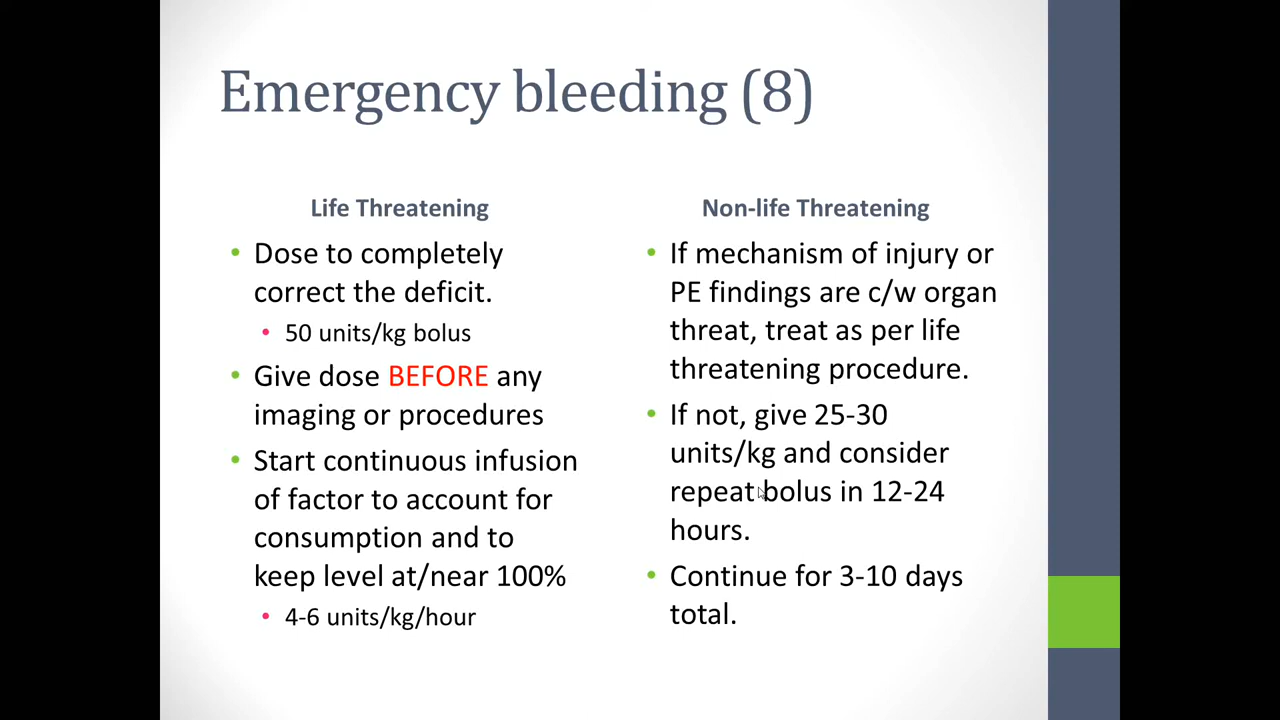 Emergency bleeding (8)
Life Threatening
• Dose to completely
correct the deficit.
• 50 units/kg bolus
• Give dose BEFORE any
imaging or procedures
• Start continuous infusion
of factor to account for
consumption and to
keep level at/near 100%
• 4-6 units/kg/hour
Non-life Threatening
• If mechanism of injury or
PE findings are c/w organ
threat, treat as per life
threatening procedure.
• If not, give 25-30
units/kg and consider
repeat bolus in 12-24
hours.
• Continue for 3-10 days
total.